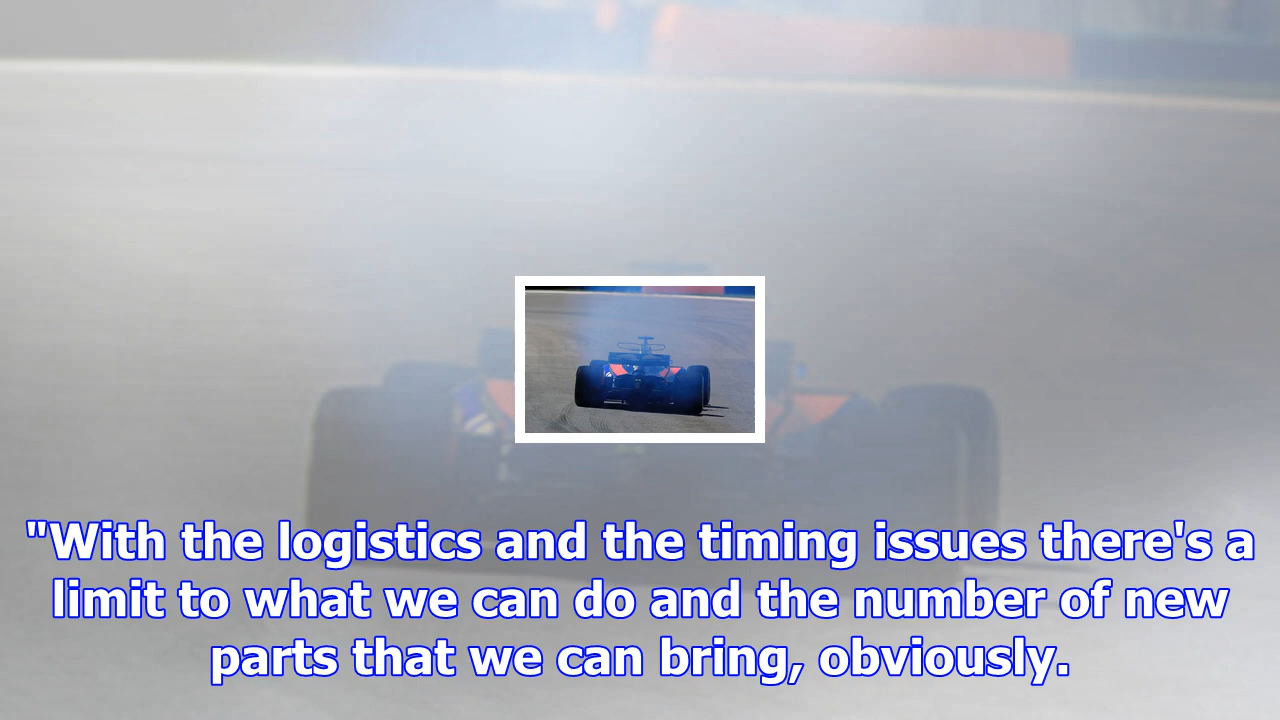 "With the logistics and the timing issues there's a
limit to what we can do and the number of new
parts that we can bring, obviously.